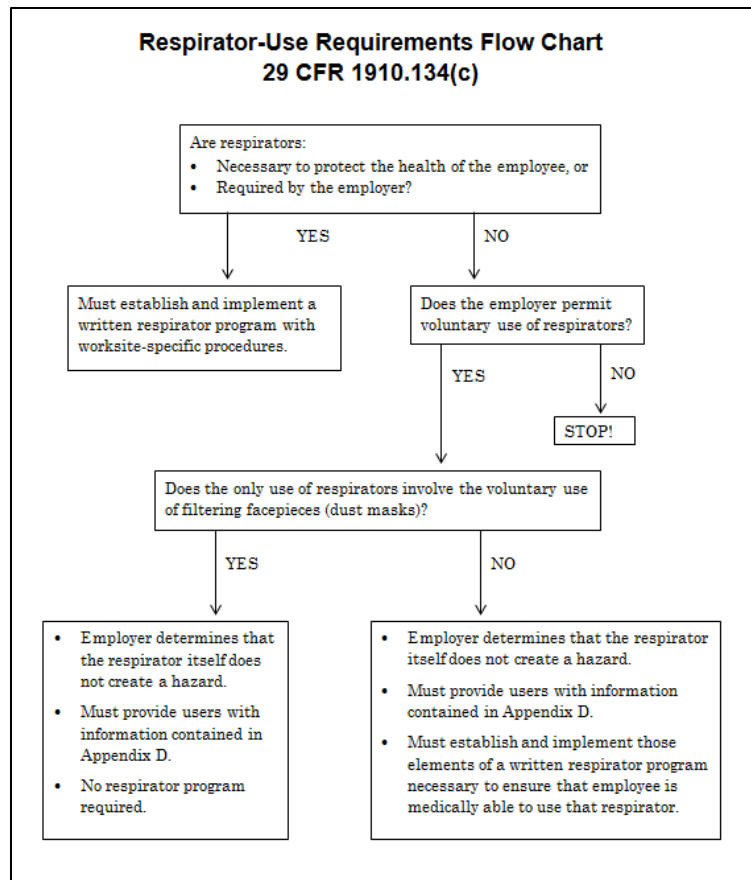 Respirator-Use Requirements Flow Chart
29 CFR 1910.134(c)
Are respirators:
• Necessary to protect the health of the employee, or
• Required by the employer?
YES
NO
Must establish and implement a
written respirator program with
worksite-specific procedures.
Does the employer permit
voluntary use of respirators?
YES
NO
STOP!
Does the only use of respirators involve the voluntary use
of filtering facepieces (dust masks)?
YES
NO
• Employer determines that
the respirator itself does
not create a hazard.
• Must provide users with
information contained in
Appendix D.
• No respirator program
required.
• Employer determines that the respirator
itself does not create a hazard.
• Must provide users with information
contained in Appendix D.
• Must establish and implement those
elements of a written respirator program
necessary to ensure that employee is
medically able to use that respirator.